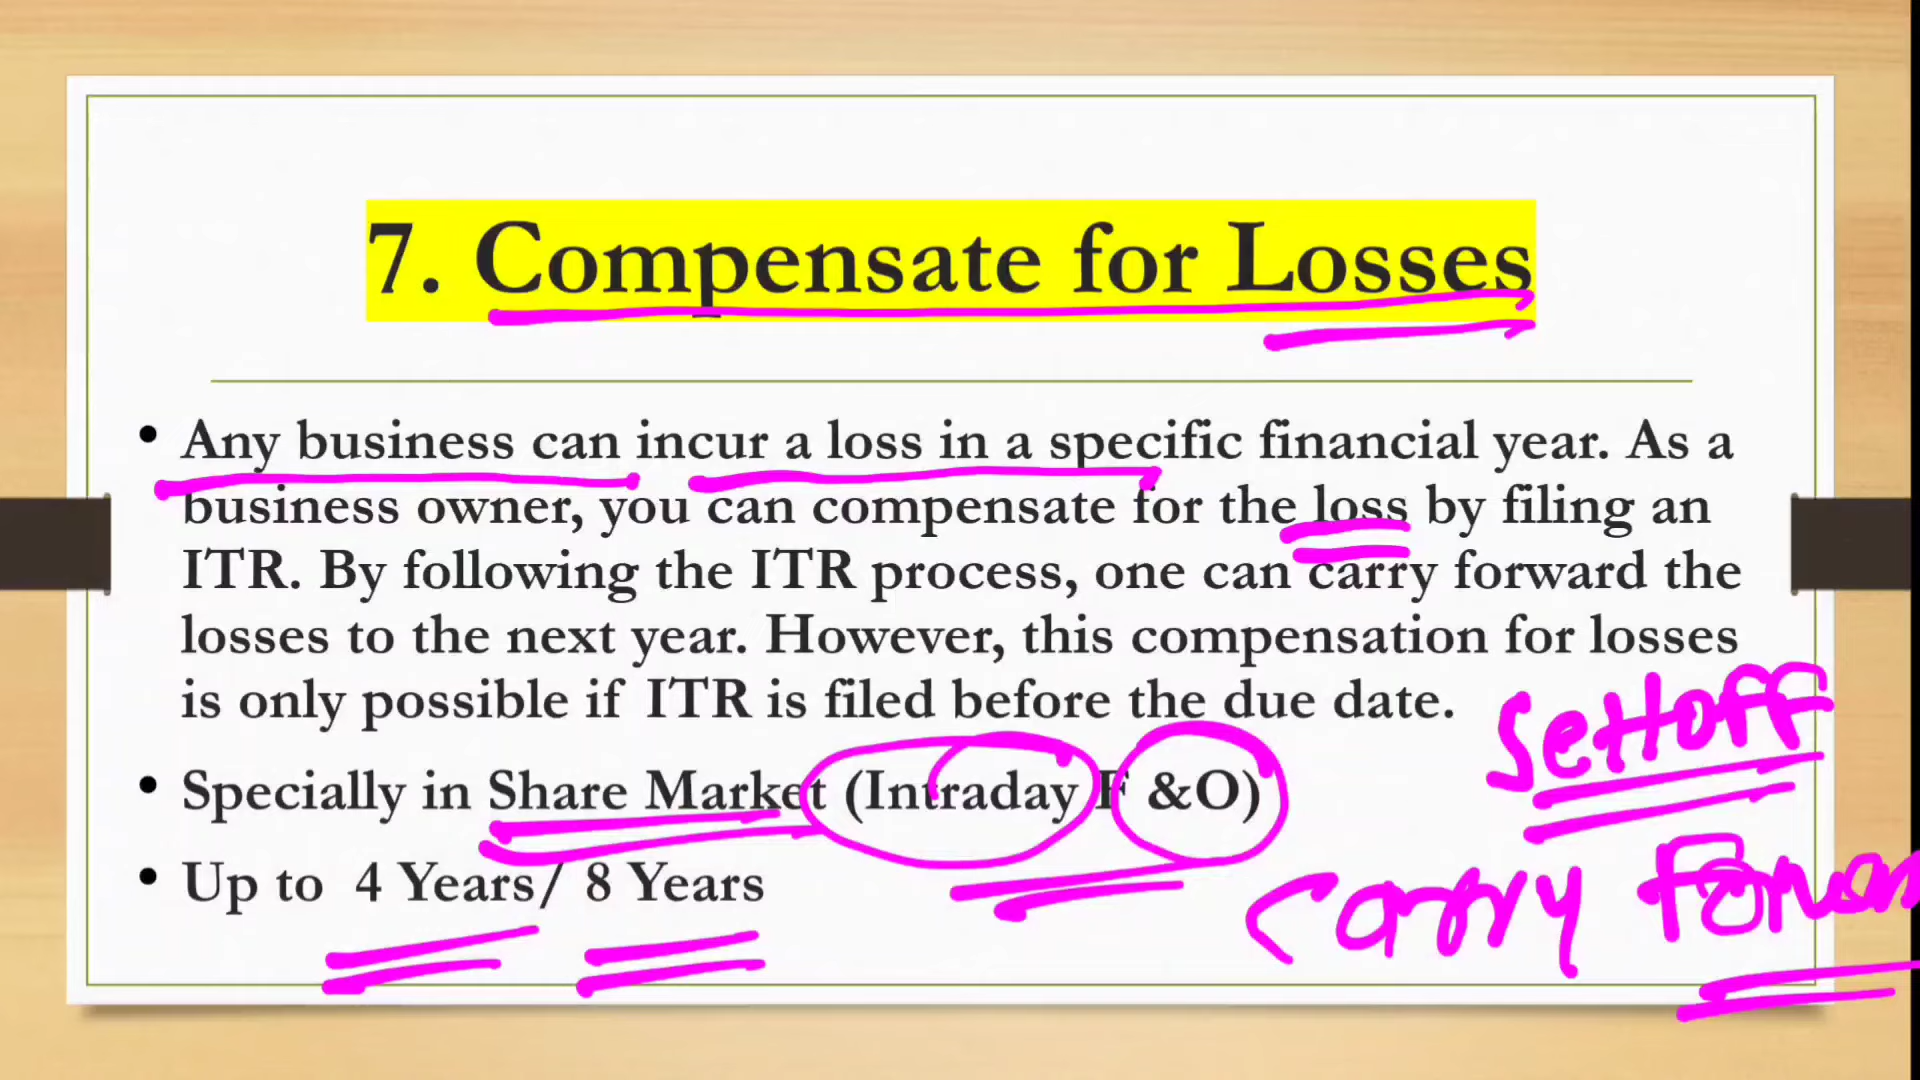 7. Compensate for Losses
• Any business can incur a loss in a specific financial year. As a
business owner, you can compensate for the loss by filing an
ITR. By following the ITR process, one can carry forward the
losses to the next year. However, this compensation for losses
is only possible if ITR is filed before the due date.
Settoff
• Specially in Share Market (Intraday F &O)
• Up to 4 Years/ 8 Years
Carry